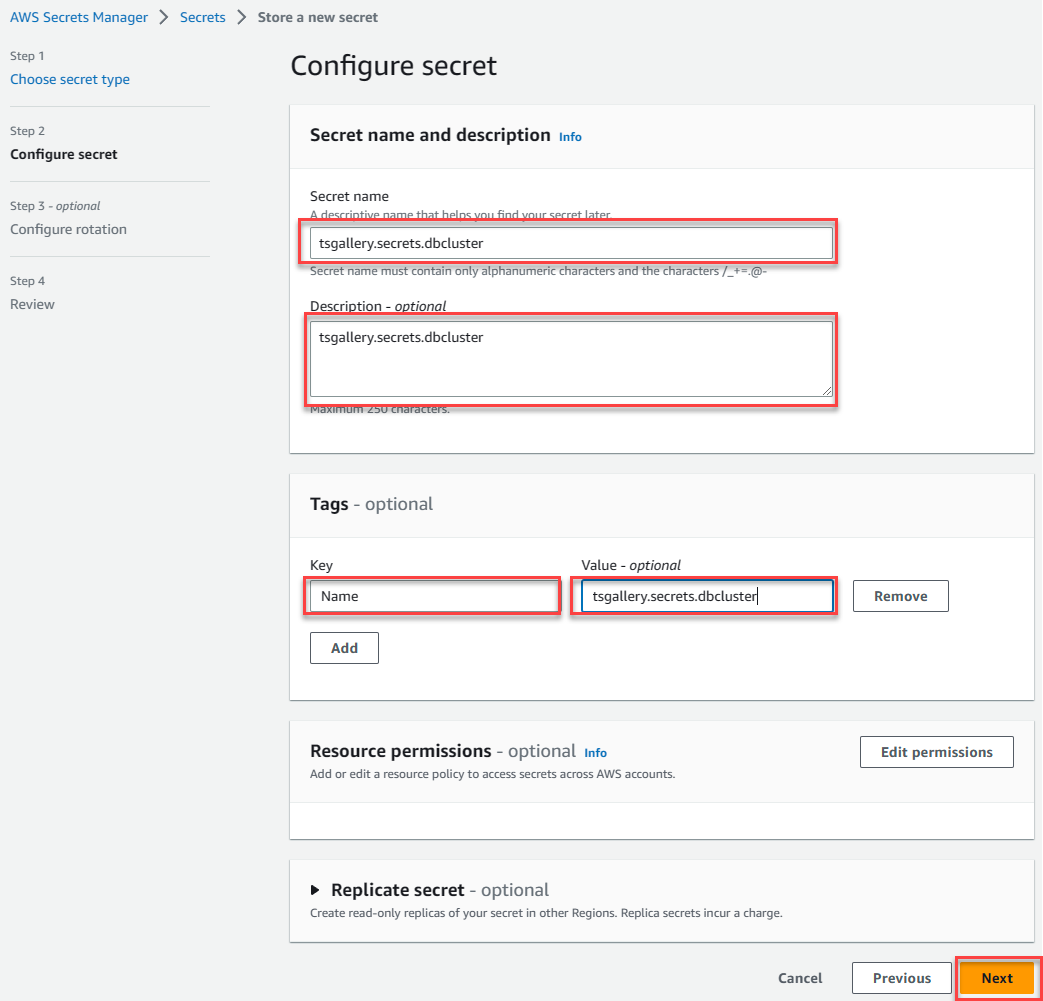 AWS Secrets Manager > Secrets > Store a new secret
Step 1
Choose secret type
Step 2
Configure secret
Step 3 - optional
Configure rotation
Step 4
Review
Configure secret
Secret name and description Info
Secret name
A descriptive name that helps you find your secret later.
tsgallery.secrets.dbcluster
Secret name must contain only alphanumeric characters and the characters /_+=.@-
Description - optional
tsgallery.secrets.dbcluster
Maximum 250 characters.
Tags - optional
Key
Value - optional
Name
tsgallery.secrets.dbcluster
Remove
Add
Resource permissions - optional Info
Edit permissions
Add or edit a resource policy to access secrets across AWS accounts.
Replicate secret - optional
Create read-only replicas of your secret in other Regions. Replica secrets incur a charge.
Cancel
Previous
Next